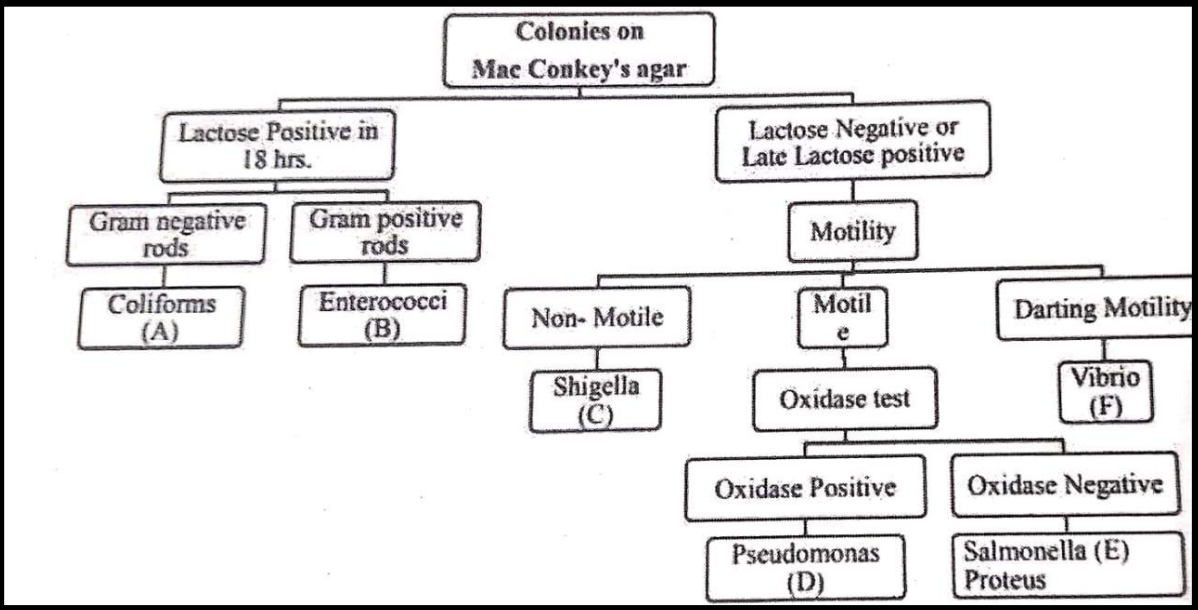 Colonies on
Mac Conkey's agar
Lactose Positive in
18 hrs.
Lactose Negative or
Late Lactose positive
Gram negative
rods
Gram positive
rods
Motility
Coliforms
(A)
Enterococci
(B)
Non- Motile
Motil
e
Darting Motility
Shigella
(C)
Oxidase test
Vibrio
(F)
Oxidase Positive
Oxidase Negative
Pseudomonas
(D)
Salmonella (E)
Proteus